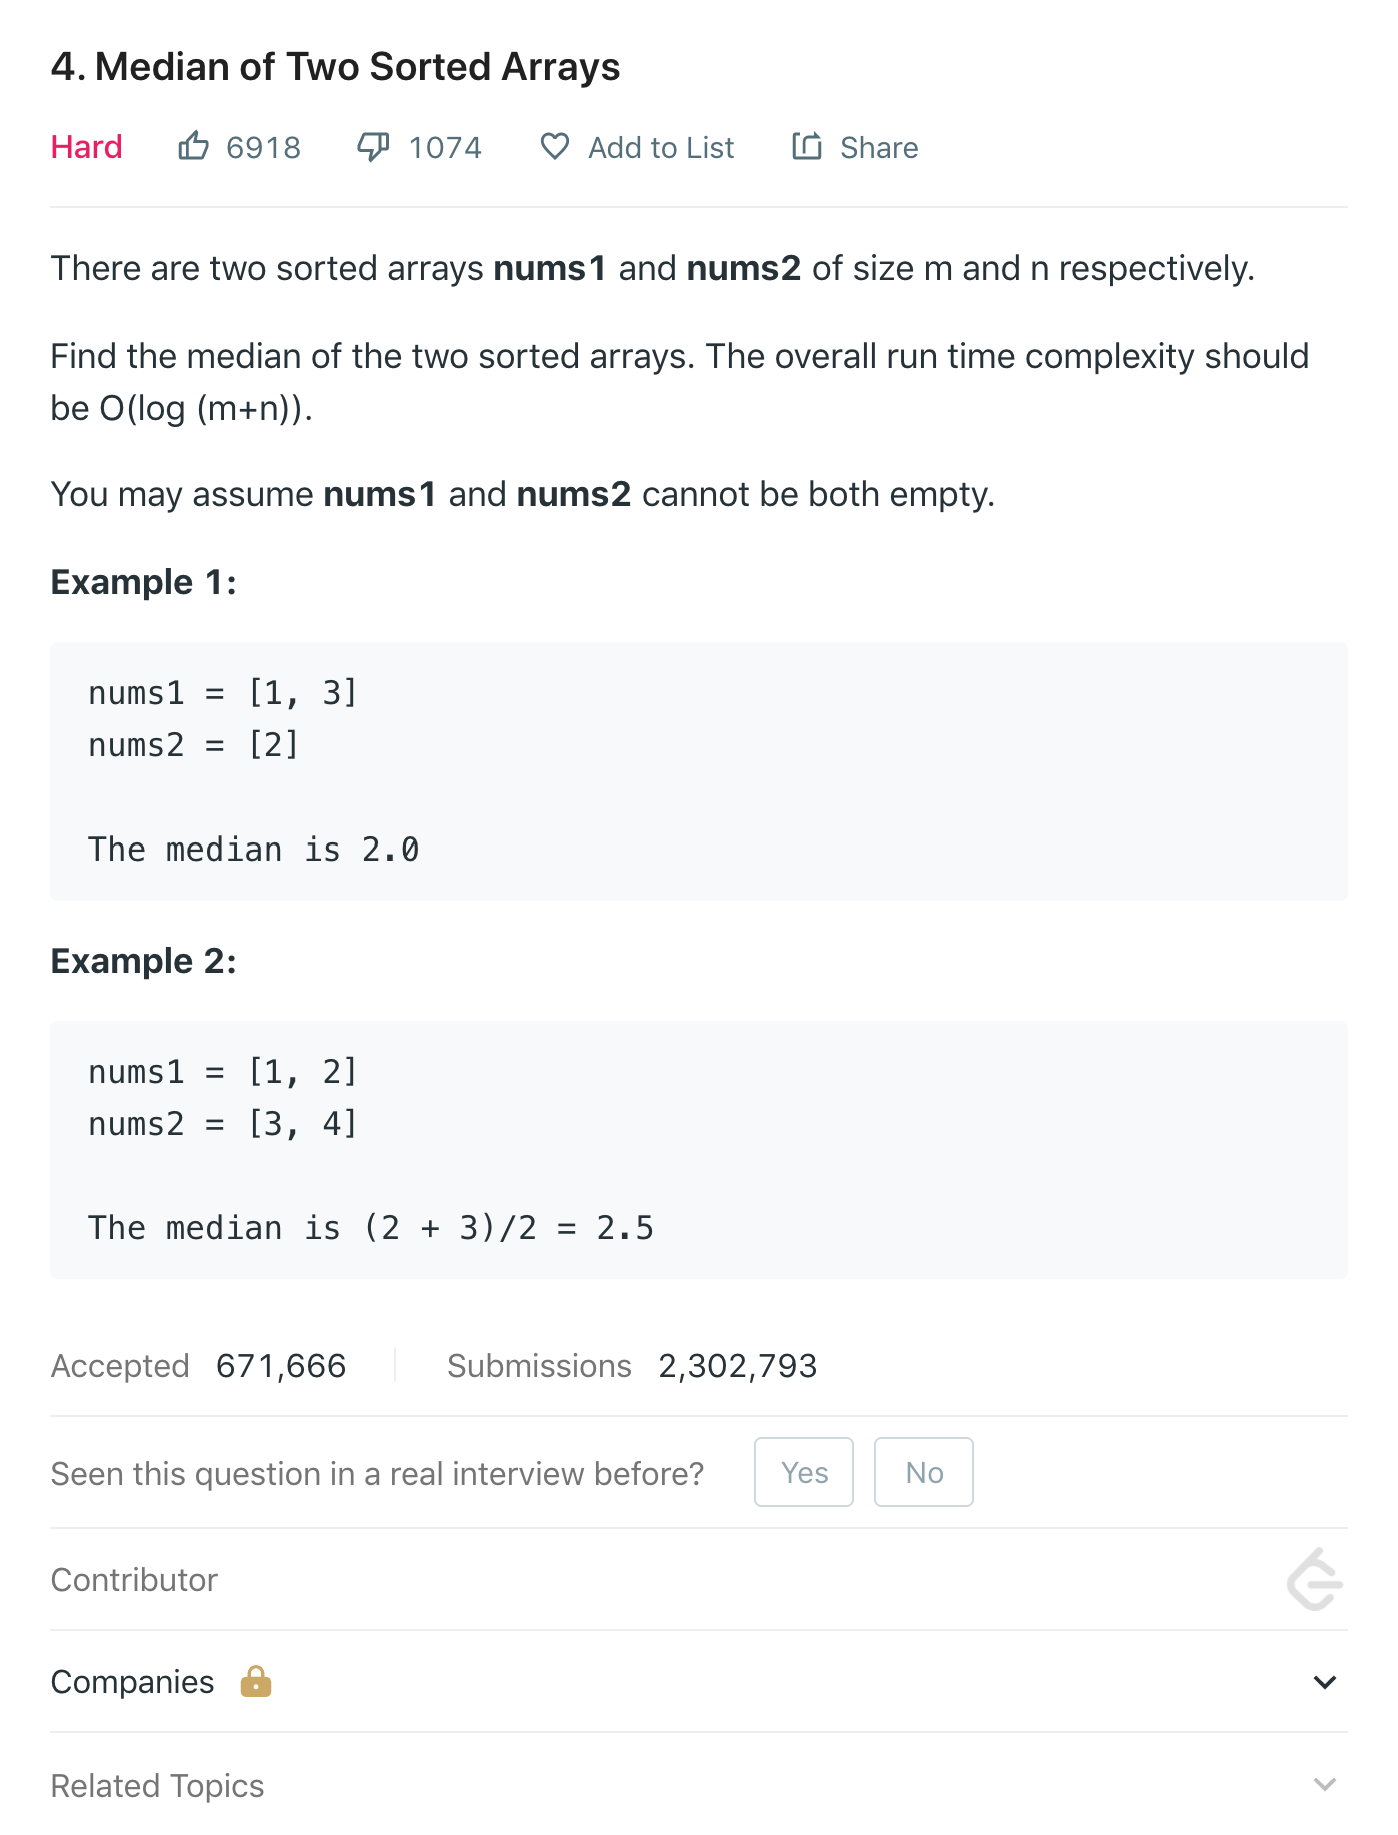 4. Median of Two Sorted Arrays
Hard 6918 1074 Add to List Share
There are two sorted arrays nums1 and nums2 of size m and n respectively.
Find the median of the two sorted arrays. The overall run time complexity should
be O(log (m+n)).
You may assume nums1 and nums2 cannot be both empty.
Example 1:
nums1 = [1, 3]
nums2 = [2]
The median is 2.0
Example 2:
nums1 = [1, 2]
nums2 = [3, 4]
The median is (2 + 3)/2 = 2.5
Accepted 671,666 Submissions 2,302,793
Seen this question in a real interview before? Yes No
Contributor
Companies
Related Topics